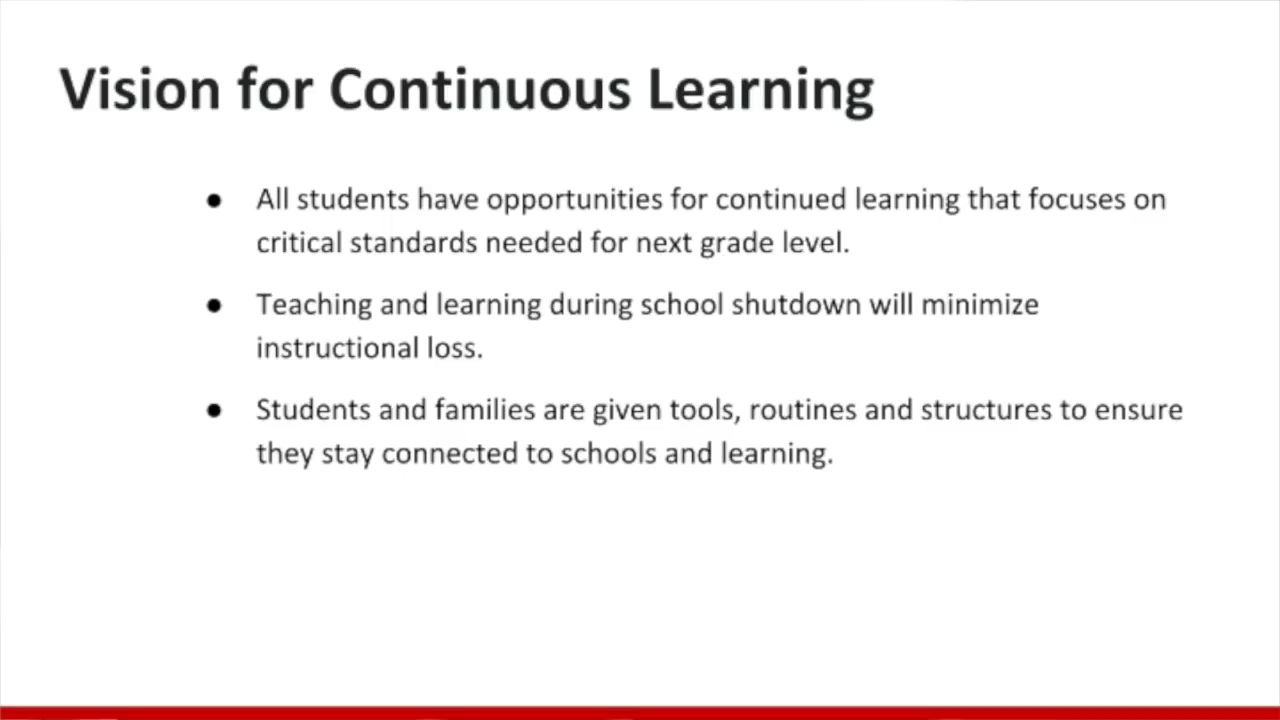 Vision for Continuous Learning
● All students have opportunities for continued learning that focuses on
critical standards needed for next grade level.
● Teaching and learning during school shutdown will minimize
instructional loss.
● Students and families are given tools, routines and structures to ensure
they stay connected to schools and learning.